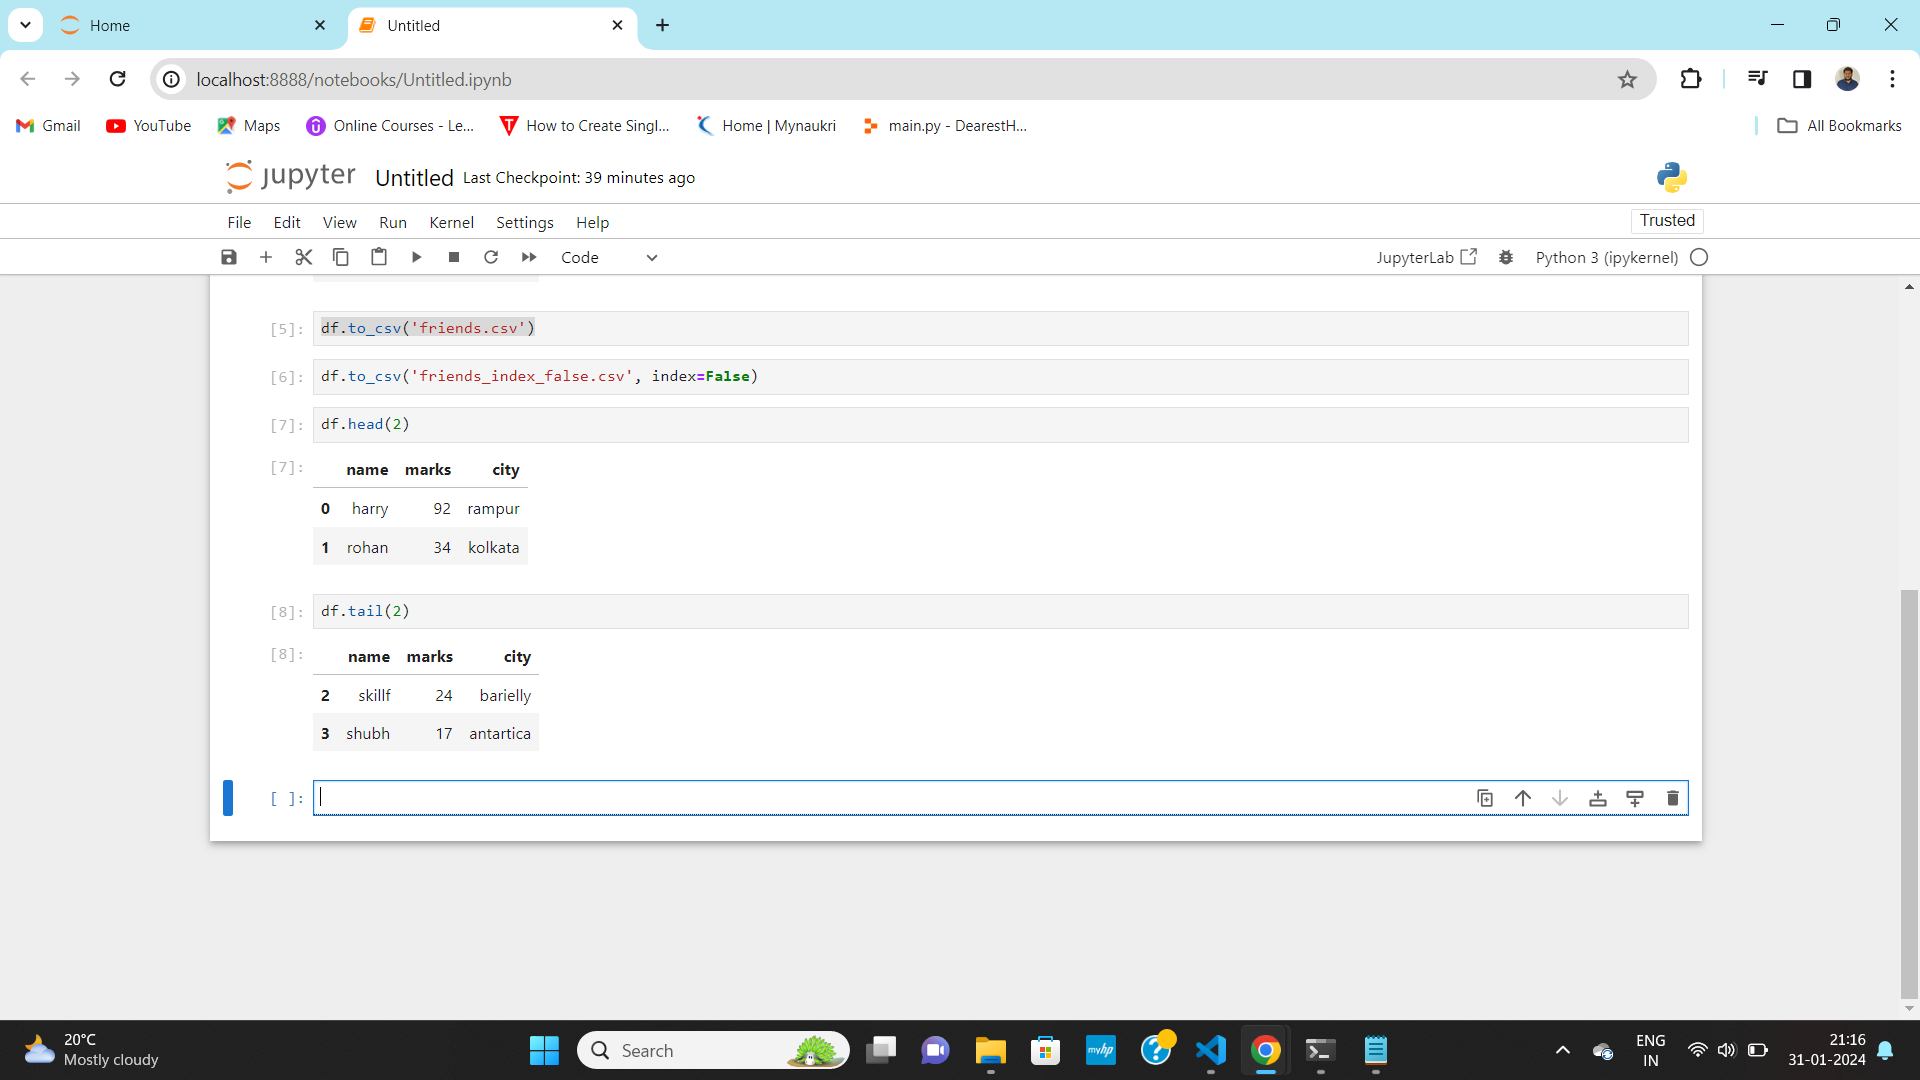 Home
Untitled
localhost:8888/notebooks/Untitled.ipynb
Gmail
YouTube
Maps
Online Courses - Le...
How to Create Singl...
Home | Mynaukri
main.py - DearestH...
All Bookmarks
jupyter Untitled Last Checkpoint: 39 minutes ago
File Edit View Run Kernel Settings Help
Trusted
Code
JupyterLab
Python 3 (ipykernel)
[5]: df.to_csv('friends.csv')
[6]: df.to_csv('friends_index_false.csv', index=False)
[7]: df.head(2)
[7]: name marks city
0 harry 92 rampur
1 rohan 34 kolkata
[8]: df.tail(2)
[8]: name marks city
2 skillf 24 barielly
3 shubh 17 antartica
[ ]:
20°C
Mostly cloudy
Search
myhp
ENG
IN
21:16
31-01-2024